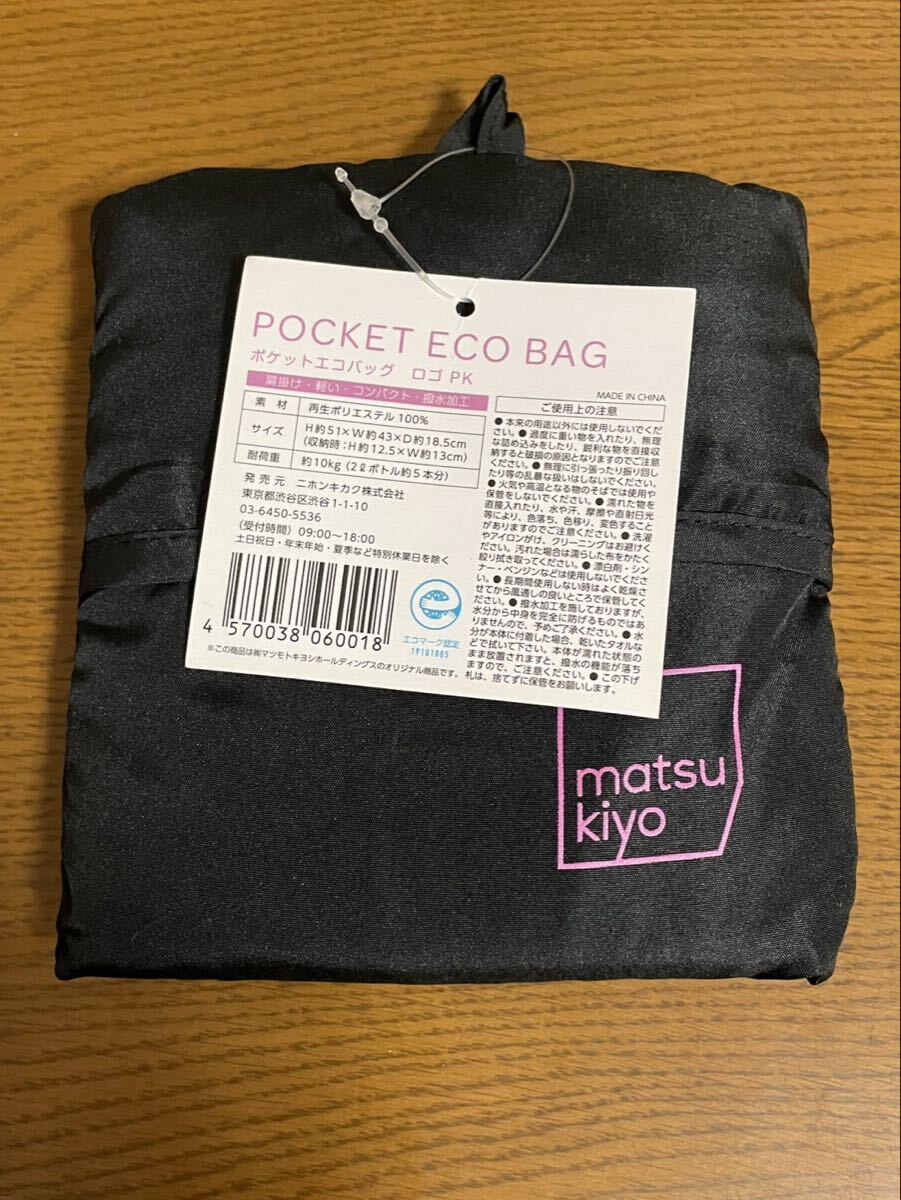 POCKET ECO BAG
ポケットエコバッグ ロゴ PK
肩掛け・軽い・コンパクト・撥水加工
素材 再生ポリエステル 100%
サイズ H約51×W約43×D約18.5cm
(収納時:H約12.5×W約13cm)
耐荷重 約10kg(2ℓボトル約5本分)
発売元 ニホンキカク株式会社
東京都渋谷区渋谷1-1-10
03-6450-5536
(受付時間)09:00~18:00
土日祝日・年末年始・夏季など特別休業日を除く
4 570038 060018
エコマーク認定
19101005
MADE IN CHINA
ご使用上の注意
●本来の用途以外には使用しないでくだ
さい。●過度に重い物を入れたり、無理
な詰め込みをしたり、鋭利な物を直接収
納すると破損の原因となりますのでご注意
ください。●無理に引っ張ったり振り回し
たり等の乱暴な扱いはしないでください。
●火気や高温となる物のそばでは使用や
保管をしないでください。●濡れた物を
直接入れたり、水や汗、摩擦や直射日光
等により、色落ち、色移り、変色すること
がありますのでご注意ください。●洗濯
やアイロンがけ、クリーニングはお避けく
ださい。汚れた場合は濡らした布をかたく
絞り拭き取ってください。●漂白剤・シン
ナー・ベンジンなどは使用しないでくださ
い。●長期間使用しない時はよく乾燥さ
せてから風通しの良いところで保管してく
ださい。●撥水加工を施しておりますが、
水分から中身を完全に防げるものではあ
りませんので、予めご了承ください。●水
分が本体に付着した場合、乾いたタオルな
どで拭いて下さい。本体が濡れた状態の
まま放置されますと、撥水の機能が落ち
ますので、ご注意ください。●この下げ
札は、捨てずに保管をお願いします。
※この商品は㈱マツモトキヨシホールディングスのオリジナル商品です。
matsu
kiyo